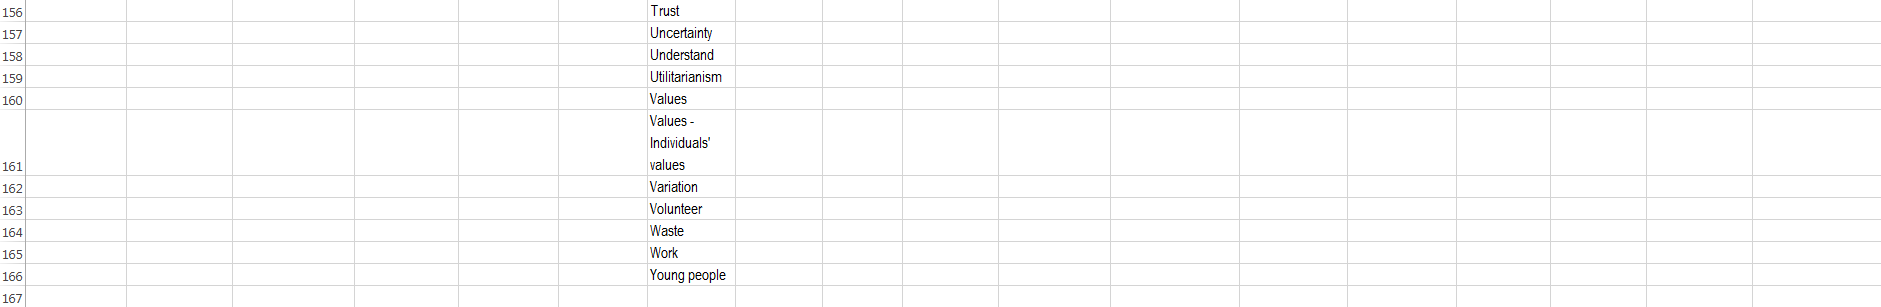 156 Trust
157 Uncertainty
158 Understand
159 Utilitarianism
160 Values
Values -
Individuals'
161 values
162 Variation
163 Volunteer
164 Waste
165 Work
166 Young people
167